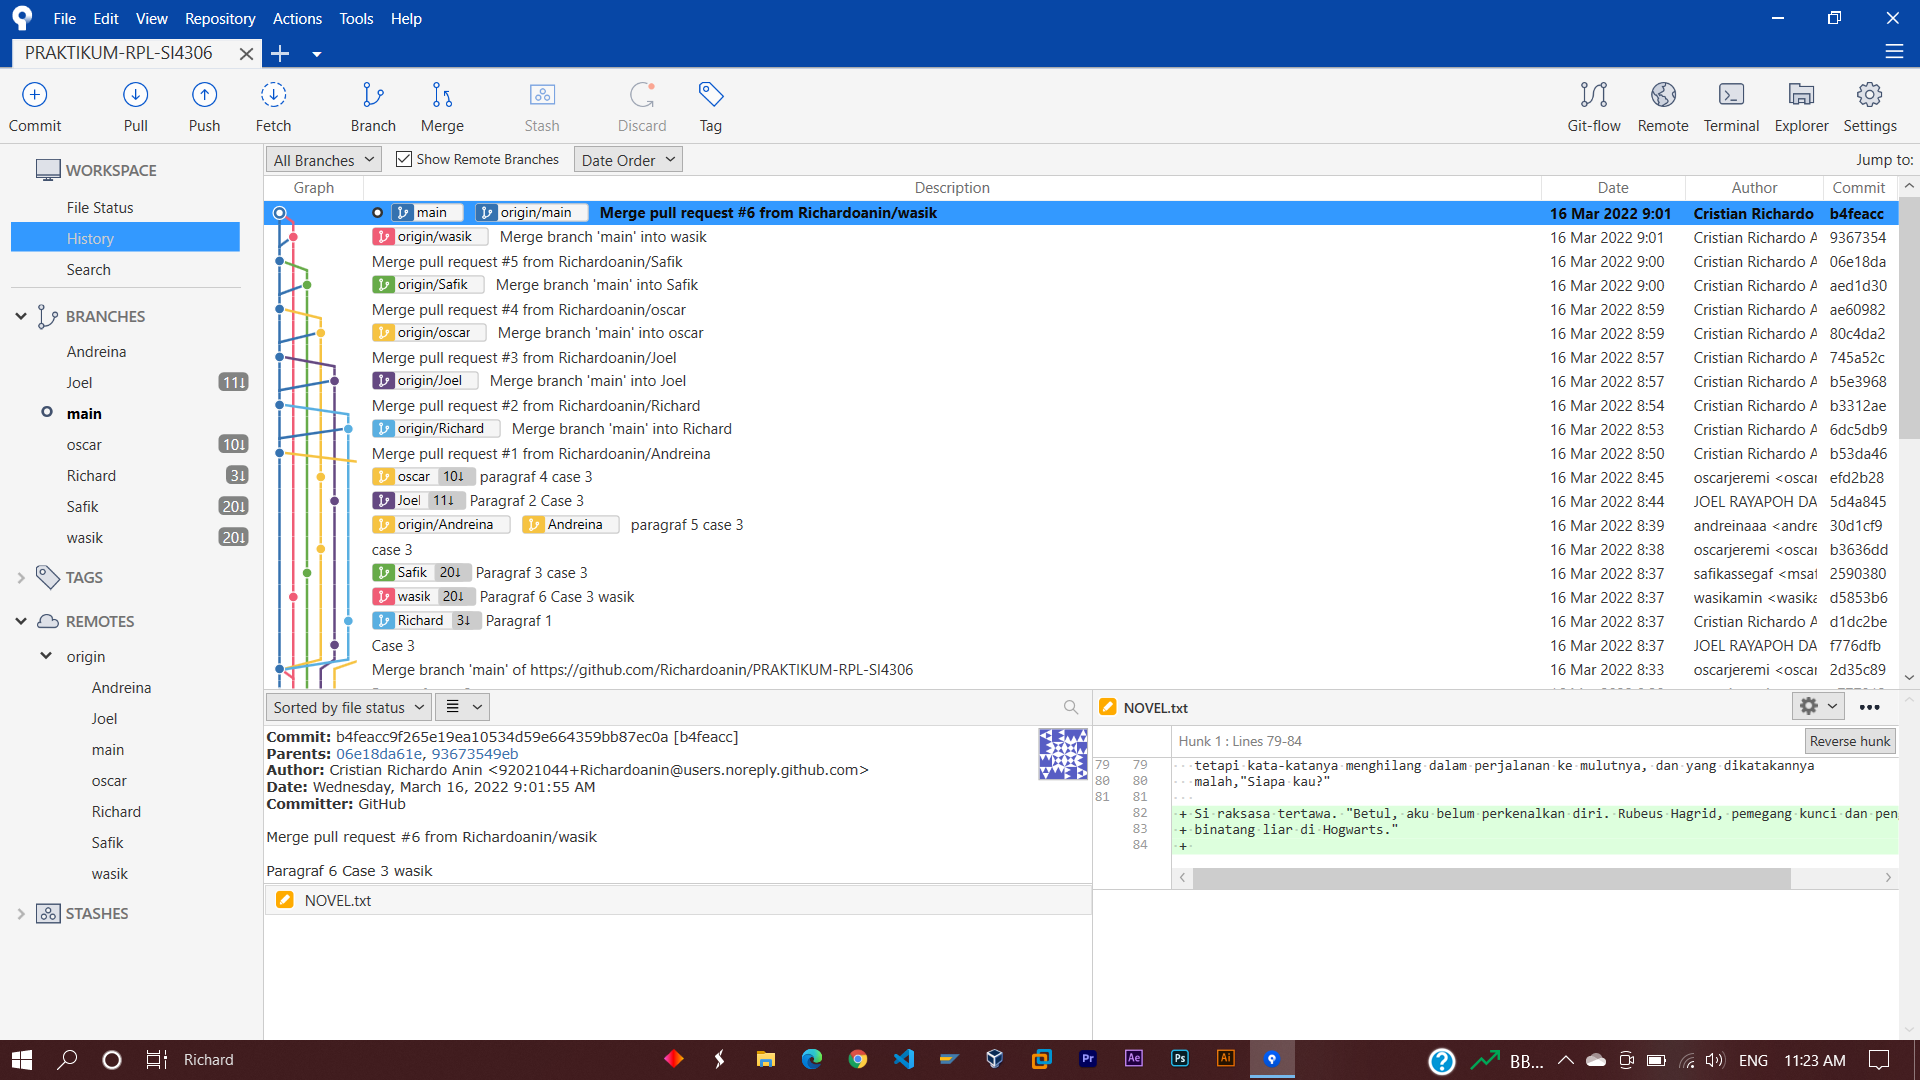 File Edit View Repository Actions Tools Help
PRAKTIKUM-RPL-SI4306
Commit Pull Push Fetch Branch Merge Stash Discard Tag Git-flow Remote Terminal Explorer Settings
WORKSPACE
File Status
History
Search
BRANCHES
Andreina
Joel 11↓
main
oscar 10↓
Richard 3↓
Safik 20↓
wasik 20↓
TAGS
REMOTES
origin
Andreina
Joel
main
oscar
Richard
Safik
wasik
STASHES
All Branches Show Remote Branches Date Order Jump to:
Graph Description Date Author Commit
main origin/main Merge pull request #6 from Richardoanin/wasik 16 Mar 2022 9:01 Cristian Richardo b4feacc
origin/wasik Merge branch 'main' into wasik 16 Mar 2022 9:01 Cristian Richardo A 9367354
Merge pull request #5 from Richardoanin/Safik 16 Mar 2022 9:00 Cristian Richardo A 06e18da
origin/Safik Merge branch 'main' into Safik 16 Mar 2022 9:00 Cristian Richardo A aed1d30
Merge pull request #4 from Richardoanin/oscar 16 Mar 2022 8:59 Cristian Richardo A ae60982
origin/oscar Merge branch 'main' into oscar 16 Mar 2022 8:59 Cristian Richardo A 80c4da2
Merge pull request #3 from Richardoanin/Joel 16 Mar 2022 8:57 Cristian Richardo A 745a52c
origin/Joel Merge branch 'main' into Joel 16 Mar 2022 8:57 Cristian Richardo A b5e3968
Merge pull request #2 from Richardoanin/Richard 16 Mar 2022 8:54 Cristian Richardo A b3312ae
origin/Richard Merge branch 'main' into Richard 16 Mar 2022 8:53 Cristian Richardo A 6dc5db9
Merge pull request #1 from Richardoanin/Andreina 16 Mar 2022 8:50 Cristian Richardo A b53da46
oscar 10↓ paragraf 4 case 3 16 Mar 2022 8:45 oscarjeremi <oscar efd2b28
Joel 11↓ Paragraf 2 Case 3 16 Mar 2022 8:44 JOEL RAYAPOH DA 5d4a845
origin/Andreina Andreina paragraf 5 case 3 16 Mar 2022 8:39 andreinaaa <andre 30d1cf9
case 3 16 Mar 2022 8:38 oscarjeremi <oscar b3636dd
Safik 20↓ Paragraf 3 case 3 16 Mar 2022 8:37 safikassegaf <msaf 2590380
wasik 20↓ Paragraf 6 Case 3 wasik 16 Mar 2022 8:37 wasikamin <wasika d5853b6
Richard 3↓ Paragraf 1 16 Mar 2022 8:37 Cristian Richardo A d1dc2be
Case 3 16 Mar 2022 8:37 JOEL RAYAPOH DA f776dfb
Merge branch 'main' of https://github.com/Richardoanin/PRAKTIKUM-RPL-SI4306 16 Mar 2022 8:33 oscarjeremi <oscar 2d35c89
Sorted by file status
Commit: b4feacc9f265e19ea10534d59e664359bb87ec0a [b4feacc]
Parents: 06e18da61e, 93673549eb
Author: Cristian Richardo Anin <92021044+Richardoanin@users.noreply.github.com>
Date: Wednesday, March 16, 2022 9:01:55 AM
Committer: GitHub
Merge pull request #6 from Richardoanin/wasik
Paragraf 6 Case 3 wasik
NOVEL.txt
NOVEL.txt
Hunk 1 : Lines 79-84 Reverse hunk
79 79 tetapi kata-katanya menghilang dalam perjalanan ke mulutnya, dan yang dikatakannya
80 80 malah,"Siapa kau?"
81 81
82 + Si raksasa tertawa. "Betul, aku belum perkenalkan diri. Rubeus Hagrid, pemegang kunci dan pen
83 + binatang liar di Hogwarts."
84 +
Richard BB... ENG 11:23 AM